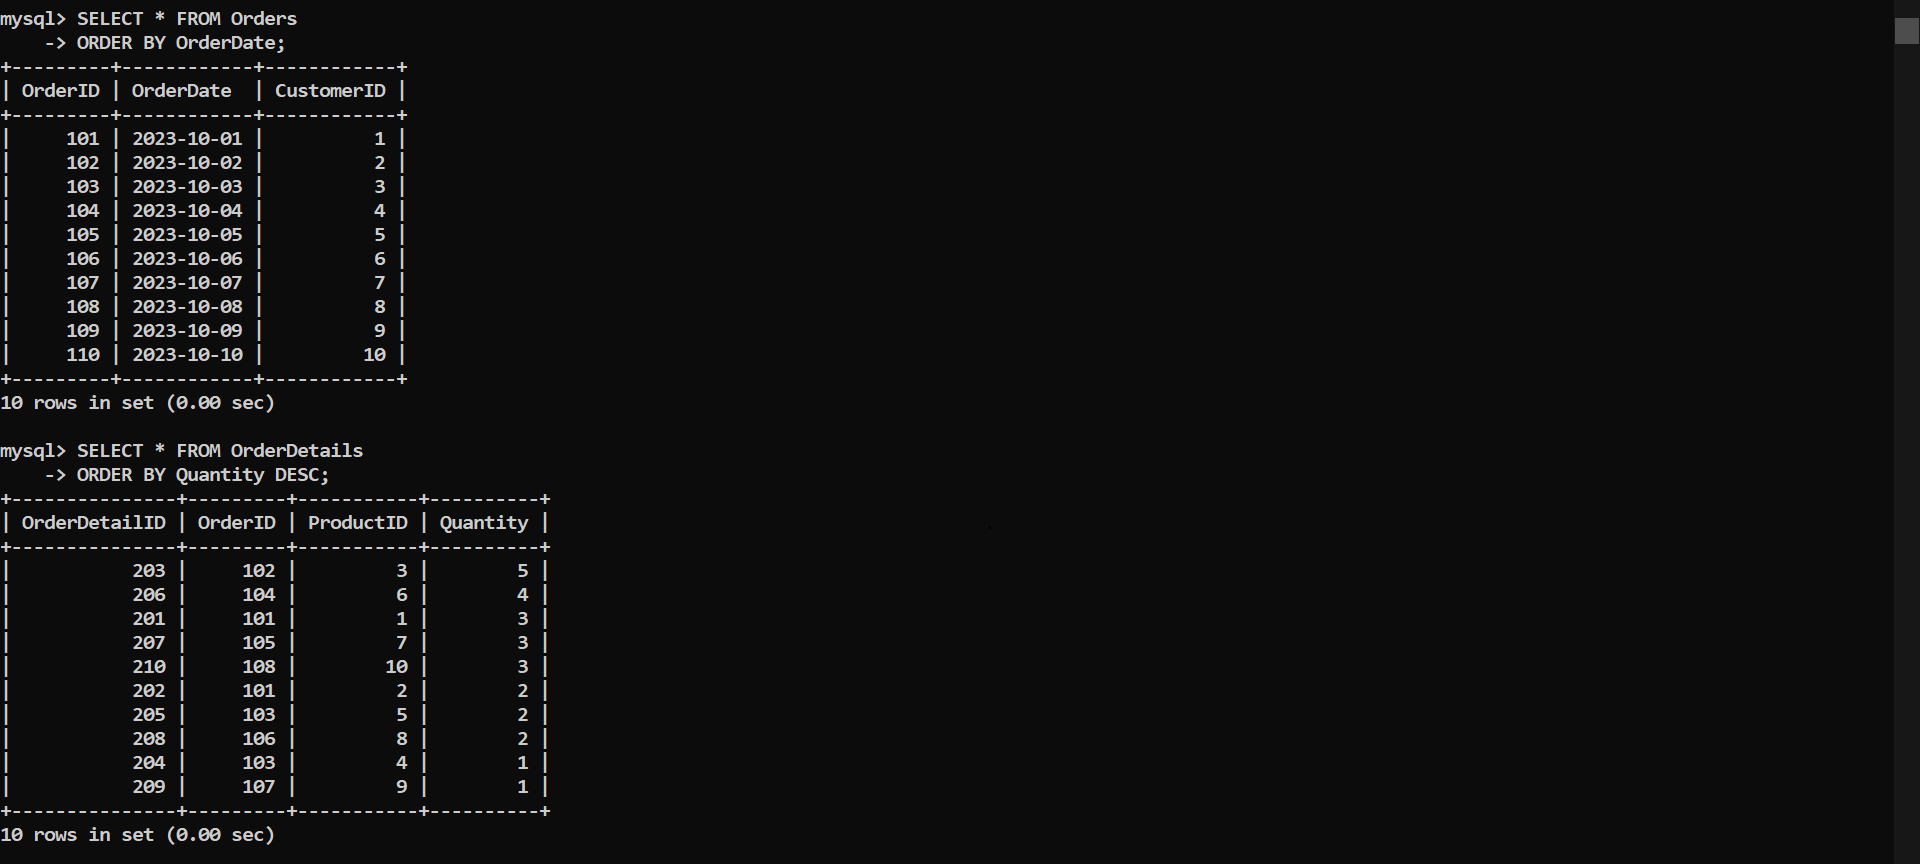 mysql> SELECT * FROM Orders
    -> ORDER BY OrderDate;
+---------+------------+------------+
| OrderID | OrderDate  | CustomerID |
+---------+------------+------------+
|     101 | 2023-10-01 |          1 |
|     102 | 2023-10-02 |          2 |
|     103 | 2023-10-03 |          3 |
|     104 | 2023-10-04 |          4 |
|     105 | 2023-10-05 |          5 |
|     106 | 2023-10-06 |          6 |
|     107 | 2023-10-07 |          7 |
|     108 | 2023-10-08 |          8 |
|     109 | 2023-10-09 |          9 |
|     110 | 2023-10-10 |         10 |
+---------+------------+------------+
10 rows in set (0.00 sec)

mysql> SELECT * FROM OrderDetails
    -> ORDER BY Quantity DESC;
+---------------+---------+-----------+----------+
| OrderDetailID | OrderID | ProductID | Quantity |
+---------------+---------+-----------+----------+
|           203 |     102 |         3 |        5 |
|           206 |     104 |         6 |        4 |
|           201 |     101 |         1 |        3 |
|           207 |     105 |         7 |        3 |
|           210 |     108 |        10 |        3 |
|           202 |     101 |         2 |        2 |
|           205 |     103 |         5 |        2 |
|           208 |     106 |         8 |        2 |
|           204 |     103 |         4 |        1 |
|           209 |     107 |         9 |        1 |
+---------------+---------+-----------+----------+
10 rows in set (0.00 sec)